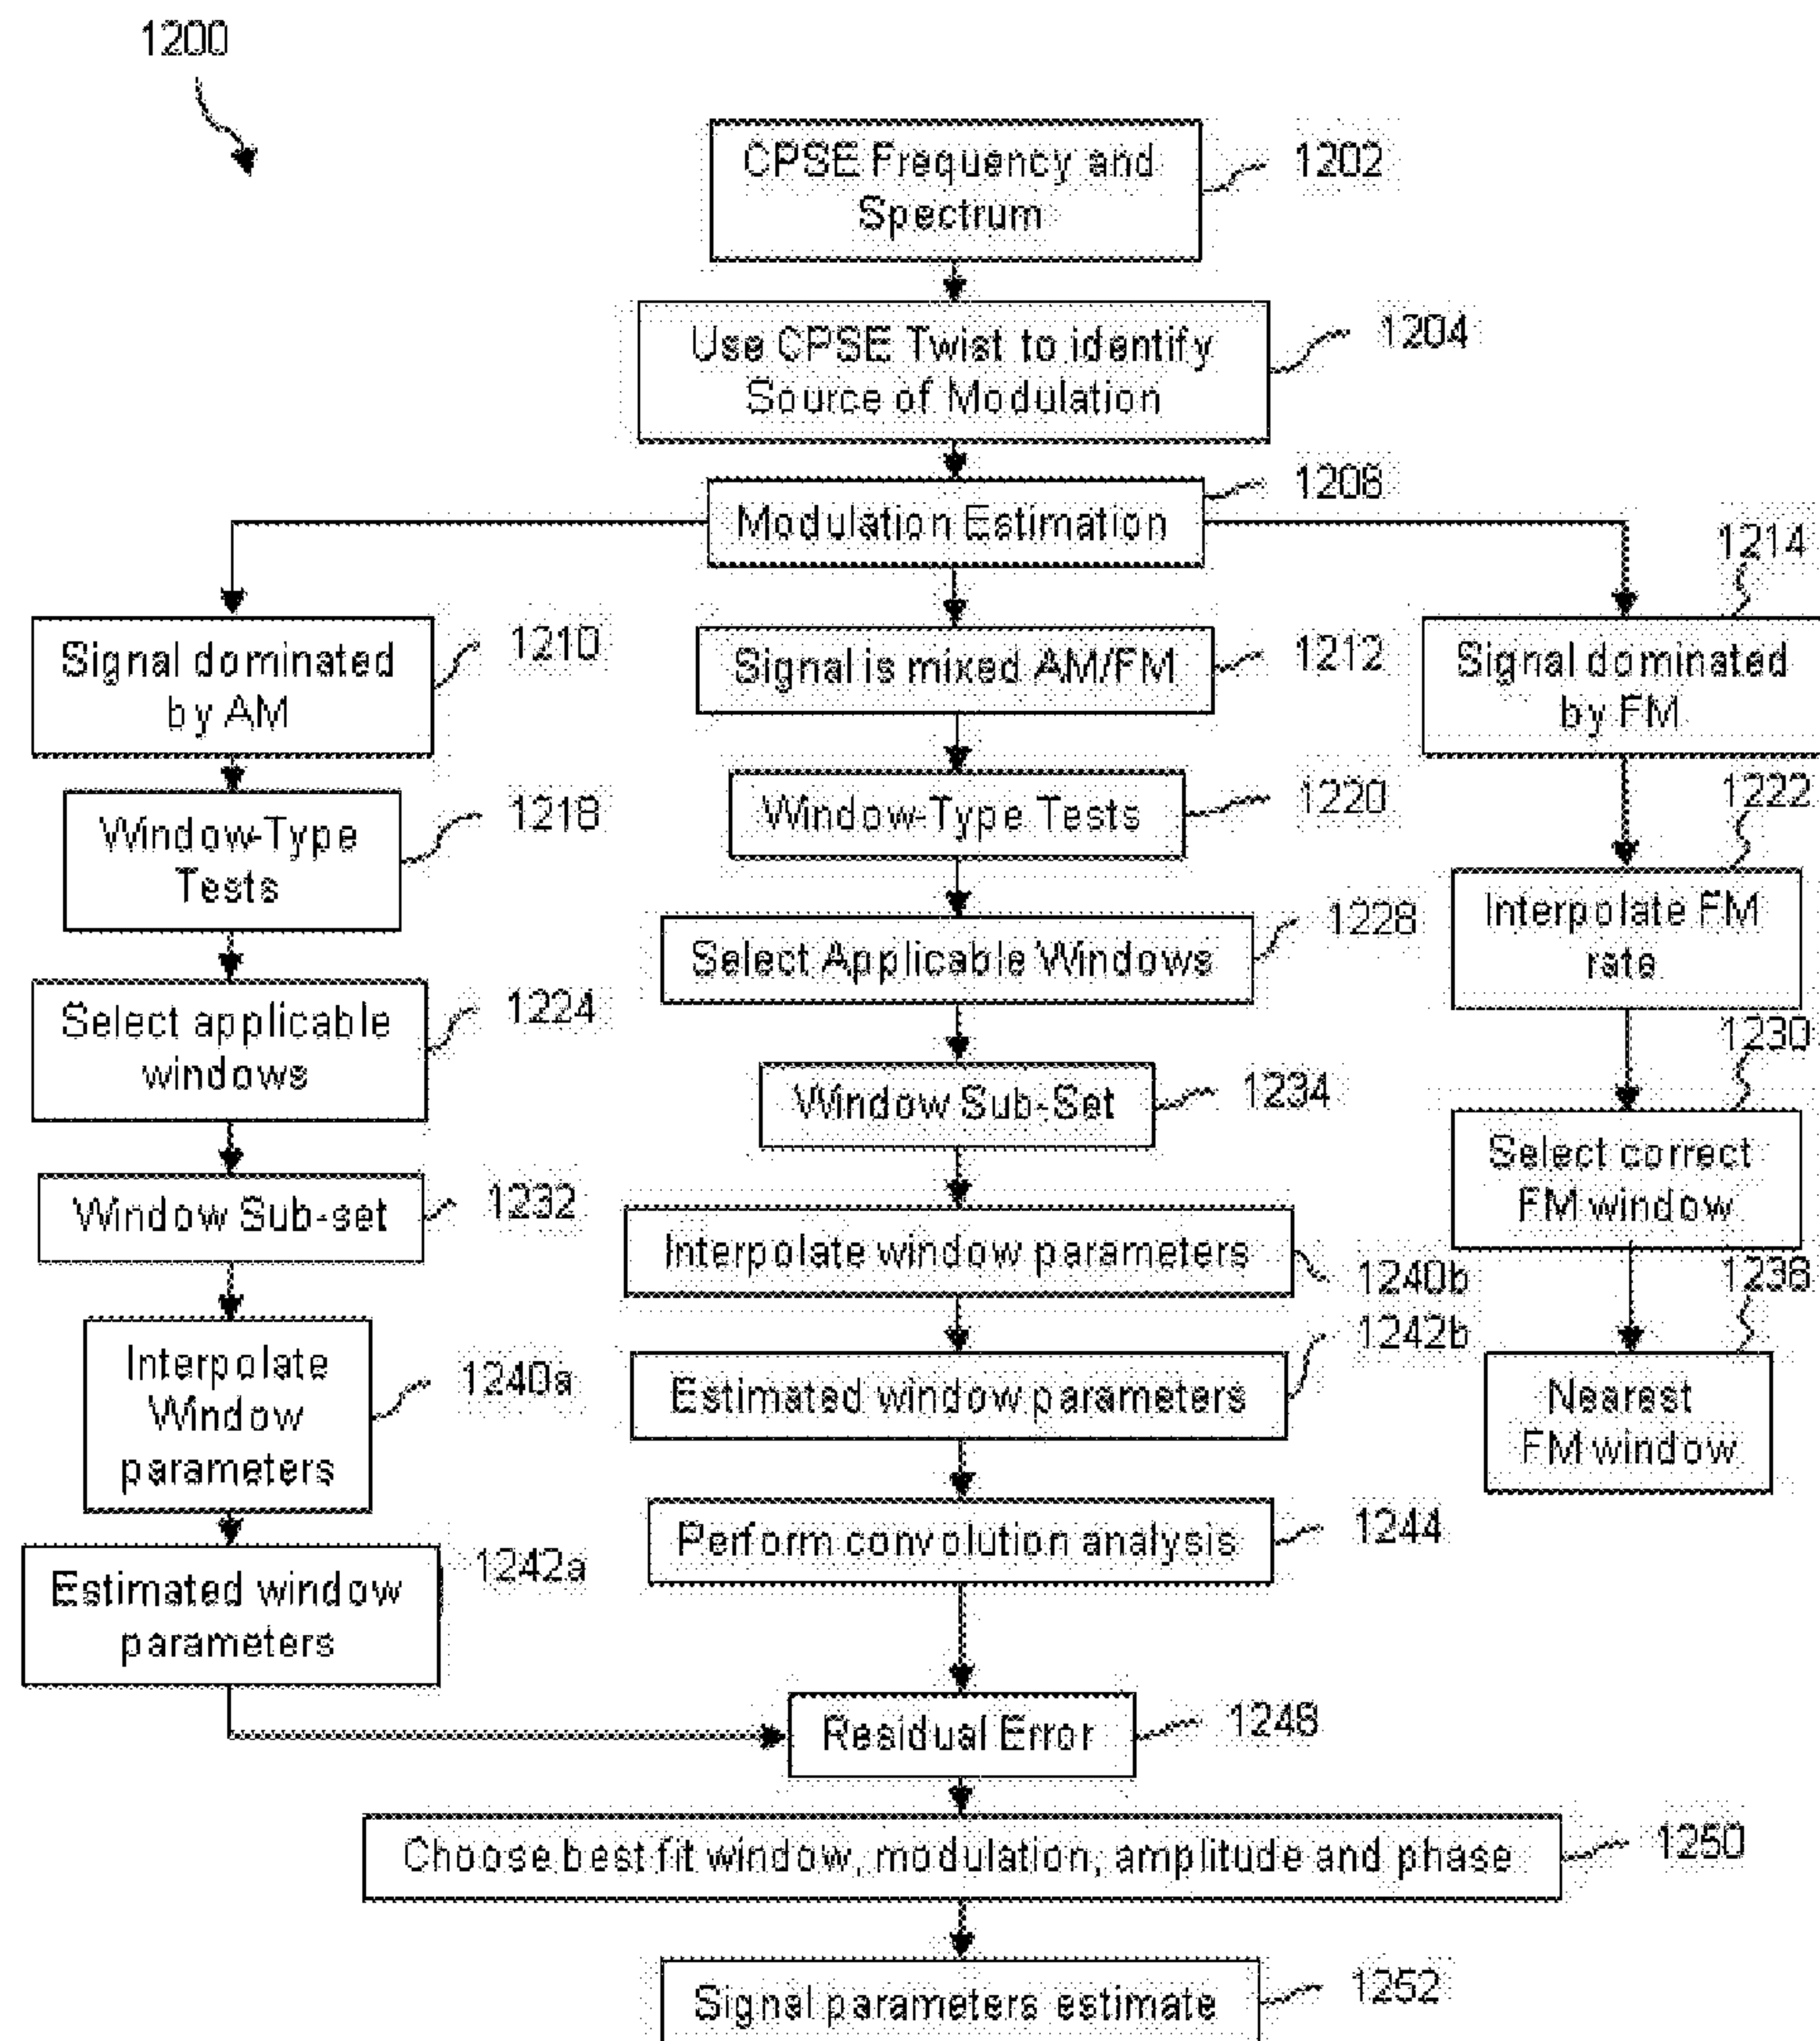 1200
CPSE Frequency and
Spectrum
1202
Use CPSE Twist to identify
Source of Modulation
1204
Modulation Estimation
1208
Signal dominated
by AM
1210
Signal is mixed AM/FM
1212
Signal dominated
by FM
1214
Window-Type
Tests
1218
Window-Type Tests
1220
Interpolate FM
rate
1222
Select applicable
windows
1224
Select Applicable Windows
1228
Select correct
FM window
1230
Window Sub-set
1232
Window Sub-Set
1234
Nearest
FM window
1238
Interpolate
Window
parameters
1240a
Interpolate window parameters
1240b
Estimated window
parameters
1242a
Estimated window parameters
1242b
Perform convolution analysis
1244
Residual Error
1248
Choose best fit window, modulation, amplitude and phase
1250
Signal parameters estimate
1252